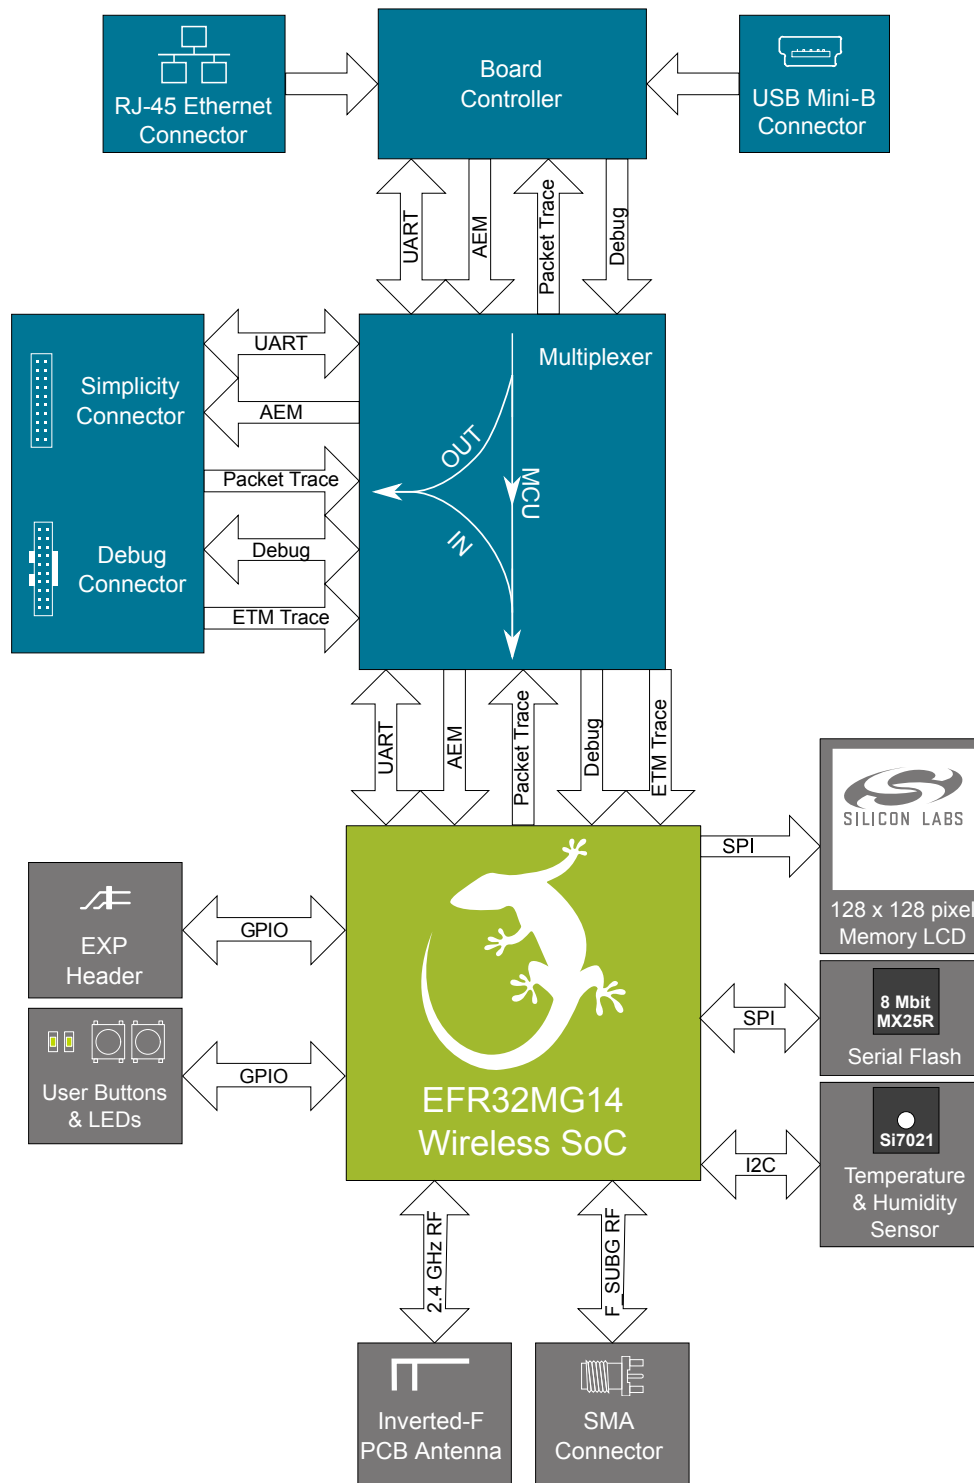 RJ-45 Ethernet
Connector
Board
Controller
USB Mini-B
Connector
UART
AEM
Packet Trace
Debug
Simplicity
Connector
Debug
Connector
UART
AEM
Packet Trace
Debug
ETM Trace
Multiplexer
OUT
MCU
IN
UART
AEM
Packet Trace
Debug
ETM Trace
EXP
Header
GPIO
User Buttons
& LEDs
GPIO
EFR32MG14
Wireless SoC
SPI
SILICON LABS
128 x 128 pixel
Memory LCD
SPI
8 Mbit
MX25R
Serial Flash
I2C
Si7021
Temperature
& Humidity
Sensor
2.4 GHz RF
F_SUBG RF
Inverted-F
PCB Antenna
SMA
Connector